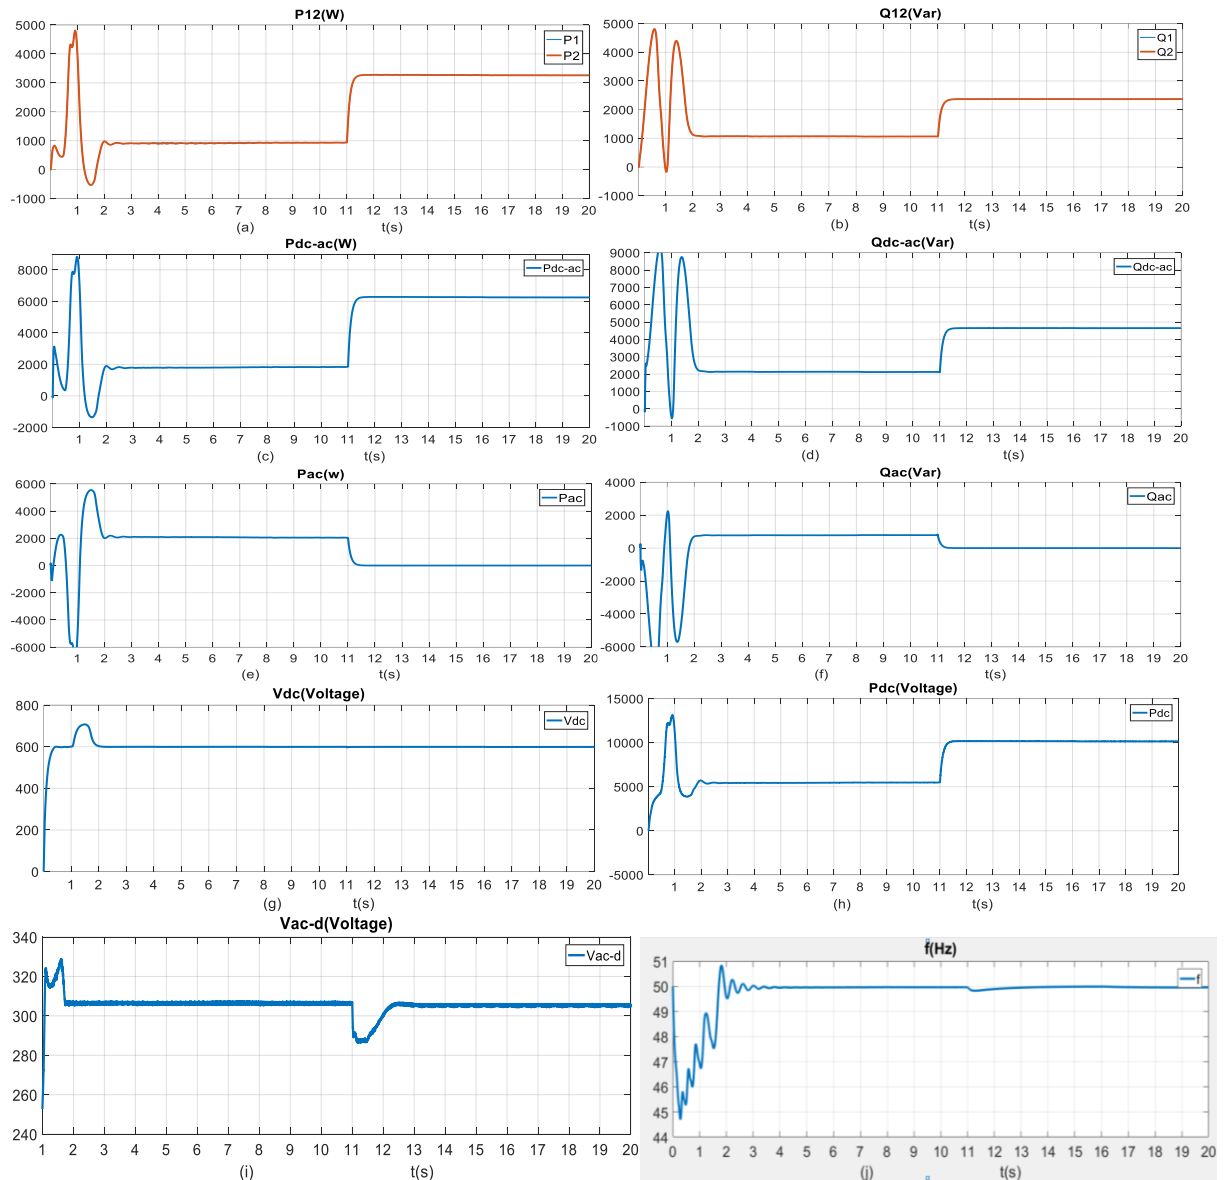 P12(W)
5000
4000
3000
2000
1000
0
-1000
P1
P2
1 2 3 4 5 6 7 8 9 10 11 12 13 14 15 16 17 18 19 20
(a) t(s)
Q12(Var)
5000
4000
3000
2000
1000
0
-1000
Q1
Q2
1 2 3 4 5 6 7 8 9 10 11 12 13 14 15 16 17 18 19 20
(b) t(s)
Pdc-ac(W)
8000
6000
4000
2000
0
-2000
Pdc-ac
1 2 3 4 5 6 7 8 9 10 11 12 13 14 15 16 17 18 19 20
(c) t(s)
Qdc-ac(Var)
9000
8000
7000
6000
5000
4000
3000
2000
1000
0
-1000
Qdc-ac
1 2 3 4 5 6 7 8 9 10 11 12 13 14 15 16 17 18 19 20
(d) t(s)
Pac(w)
6000
4000
2000
0
-2000
-4000
-6000
Pac
1 2 3 4 5 6 7 8 9 10 11 12 13 14 15 16 17 18 19 20
(e) t(s)
Qac(Var)
4000
2000
0
-2000
-4000
-6000
Qac
1 2 3 4 5 6 7 8 9 10 11 12 13 14 15 16 17 18 19 20
(f) t(s)
Vdc(Voltage)
800
600
400
200
0
Vdc
1 2 3 4 5 6 7 8 9 10 11 12 13 14 15 16 17 18 19 20
(g) t(s)
Pdc(Voltage)
15000
10000
5000
0
-5000
Pdc
1 2 3 4 5 6 7 8 9 10 11 12 13 14 15 16 17 18 19 20
(h) t(s)
Vac-d(Voltage)
340
320
300
280
260
240
Vac-d
1 2 3 4 5 6 7 8 9 10 11 12 13 14 15 16 17 18 19 20
(i) t(s)
f(Hz)
51
50
49
48
47
46
45
44
f
0 1 2 3 4 5 6 7 8 9 10 11 12 13 14 15 16 17 18 19 20
(j) t(s)